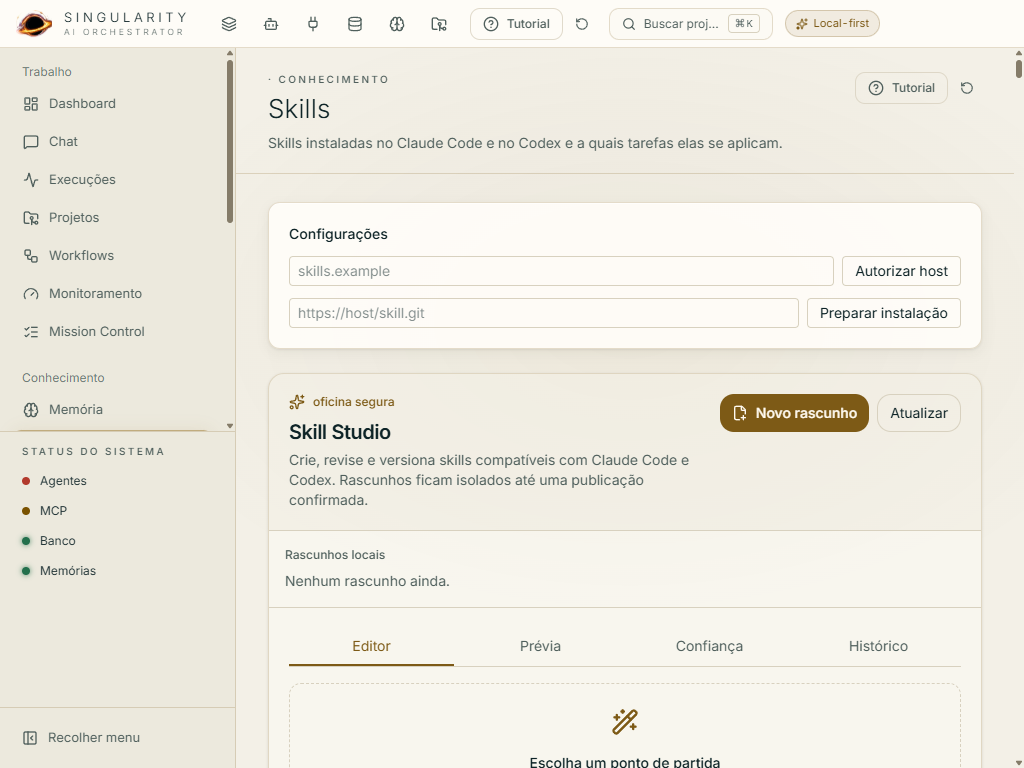 SINGULARITY
AI ORCHESTRATOR
Tutorial
Buscar proj...
⌘K
Local-first
Trabalho
Dashboard
Chat
Execuções
Projetos
Workflows
Monitoramento
Mission Control
Conhecimento
Memória
STATUS DO SISTEMA
Agentes
MCP
Banco
Memórias
Recolher menu
· CONHECIMENTO
Skills
Skills instaladas no Claude Code e no Codex e a quais tarefas elas se aplicam.
Tutorial
Configurações
skills.example
Autorizar host
https://host/skill.git
Preparar instalação
oficina segura
Skill Studio
Crie, revise e versiona skills compatíveis com Claude Code e
Codex. Rascunhos ficam isolados até uma publicação
confirmada.
Novo rascunho
Atualizar
Rascunhos locais
Nenhum rascunho ainda.
Editor
Prévia
Confiança
Histórico
Escolha um ponto de partida